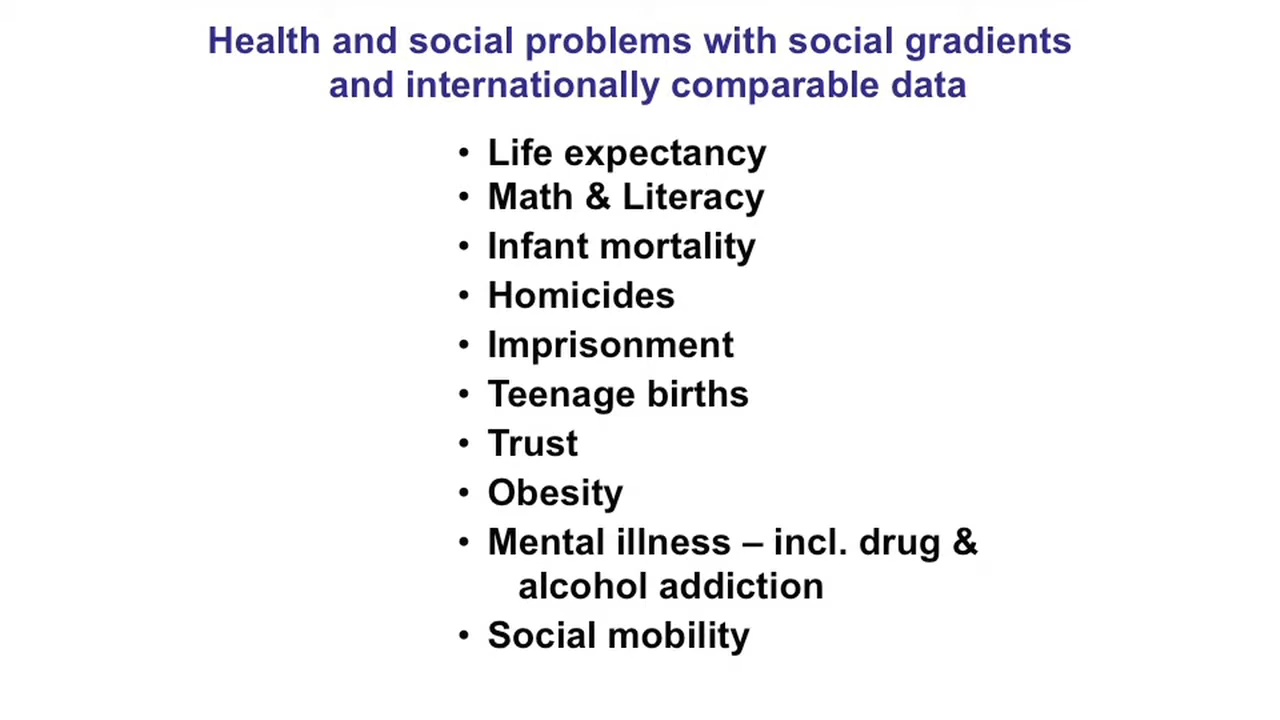 Health and social problems with social gradients
and internationally comparable data
• Life expectancy
• Math & Literacy
• Infant mortality
• Homicides
• Imprisonment
• Teenage births
• Trust
• Obesity
• Mental illness – incl. drug &
alcohol addiction
• Social mobility